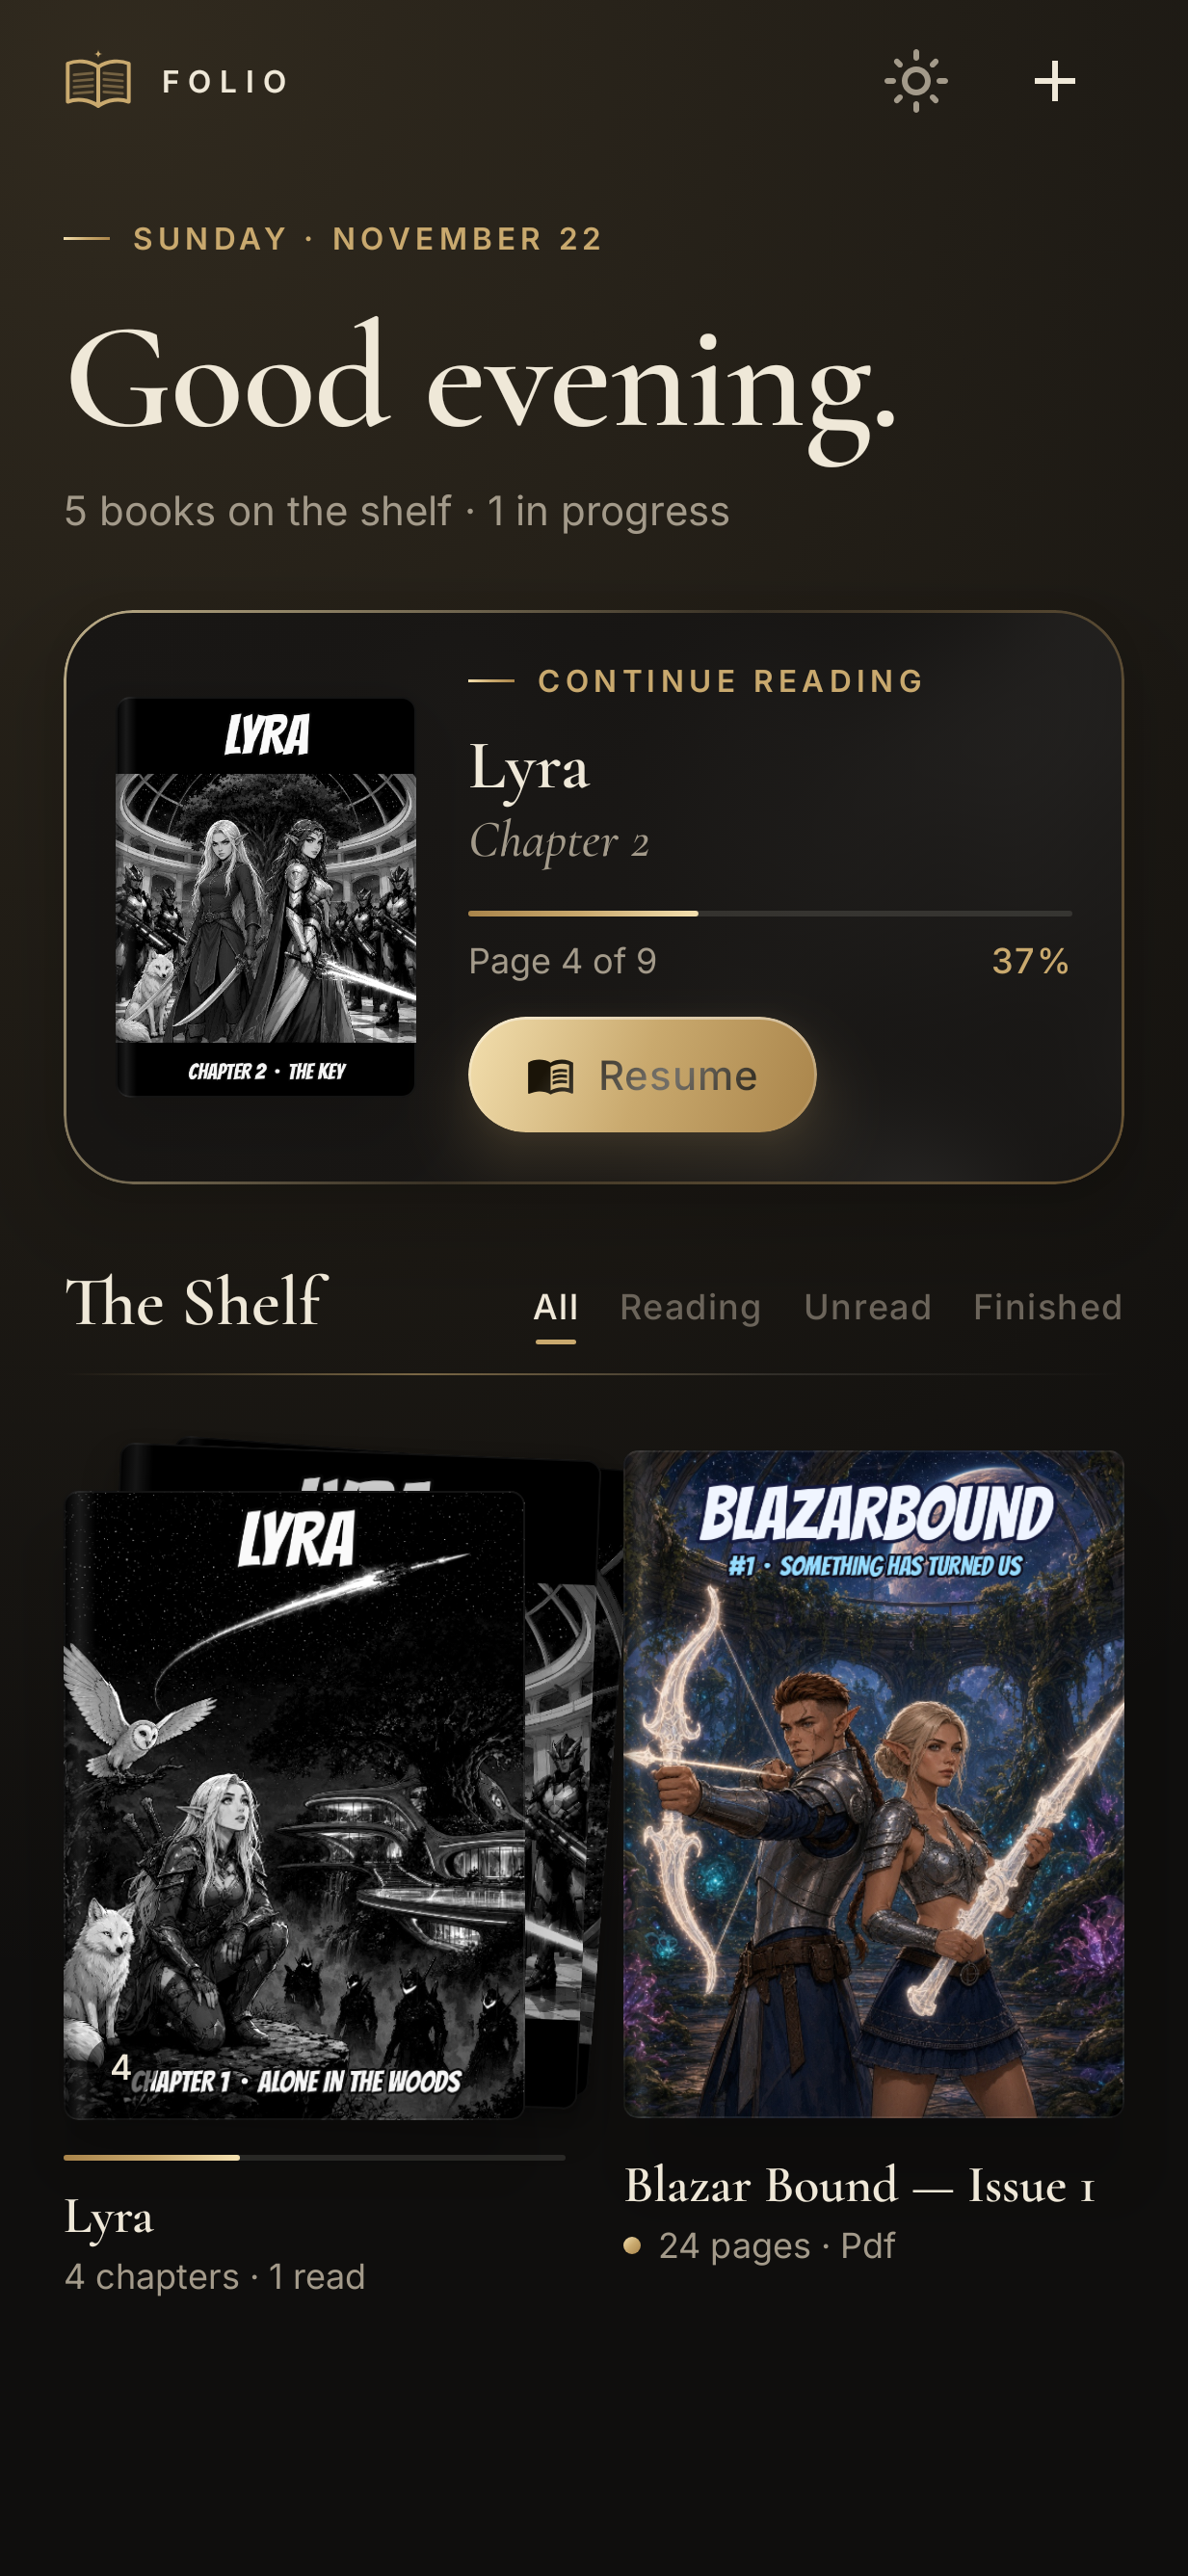 FOLIO
SUNDAY · NOVEMBER 22
Good evening.
5 books on the shelf · 1 in progress
LYRA
CHAPTER 2 · THE KEY
CONTINUE READING
Lyra
Chapter 2
Page 4 of 9
37%
Resume
The Shelf
All
Reading
Unread
Finished
LYRA
LYRA
4
CHAPTER 1 · ALONE IN THE WOODS
Lyra
4 chapters · 1 read
BLAZARBOUND
#1 · SOMETHING HAS TURNED US
Blazar Bound — Issue 1
24 pages · Pdf